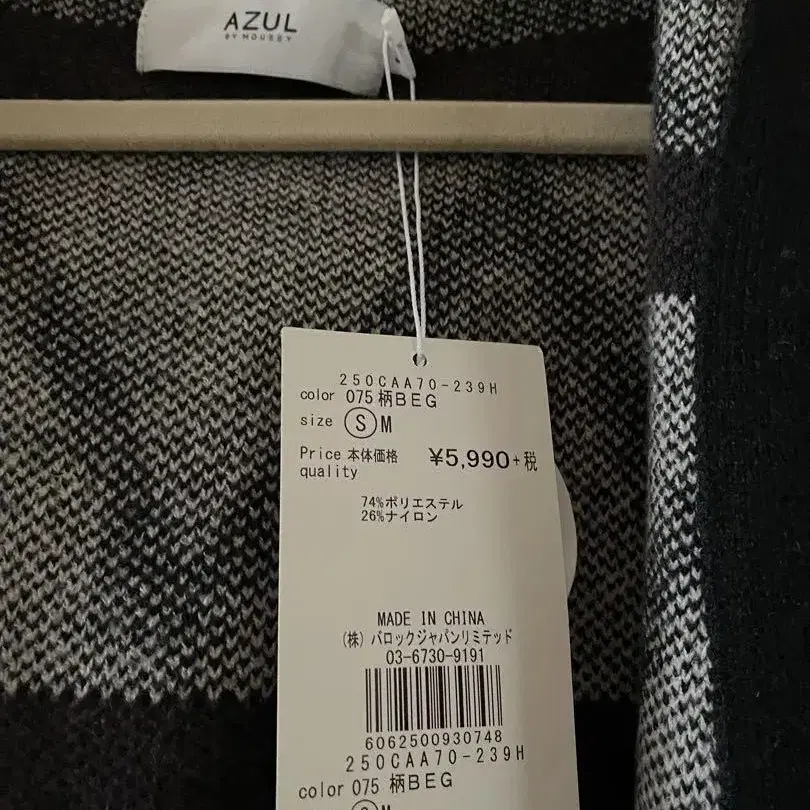 AZUL
BY MOUSSY
250CAA70-239H
color 075 柄BEG
size Ⓢ M
Price 本体価格 ¥5,990+税
quality
74%ポリエステル
26%ナイロン
MADE IN CHINA
(株) バロックジャパンリミテッド
03-6730-9191
6062500930748
250CAA70-239H
color 075 柄BEG